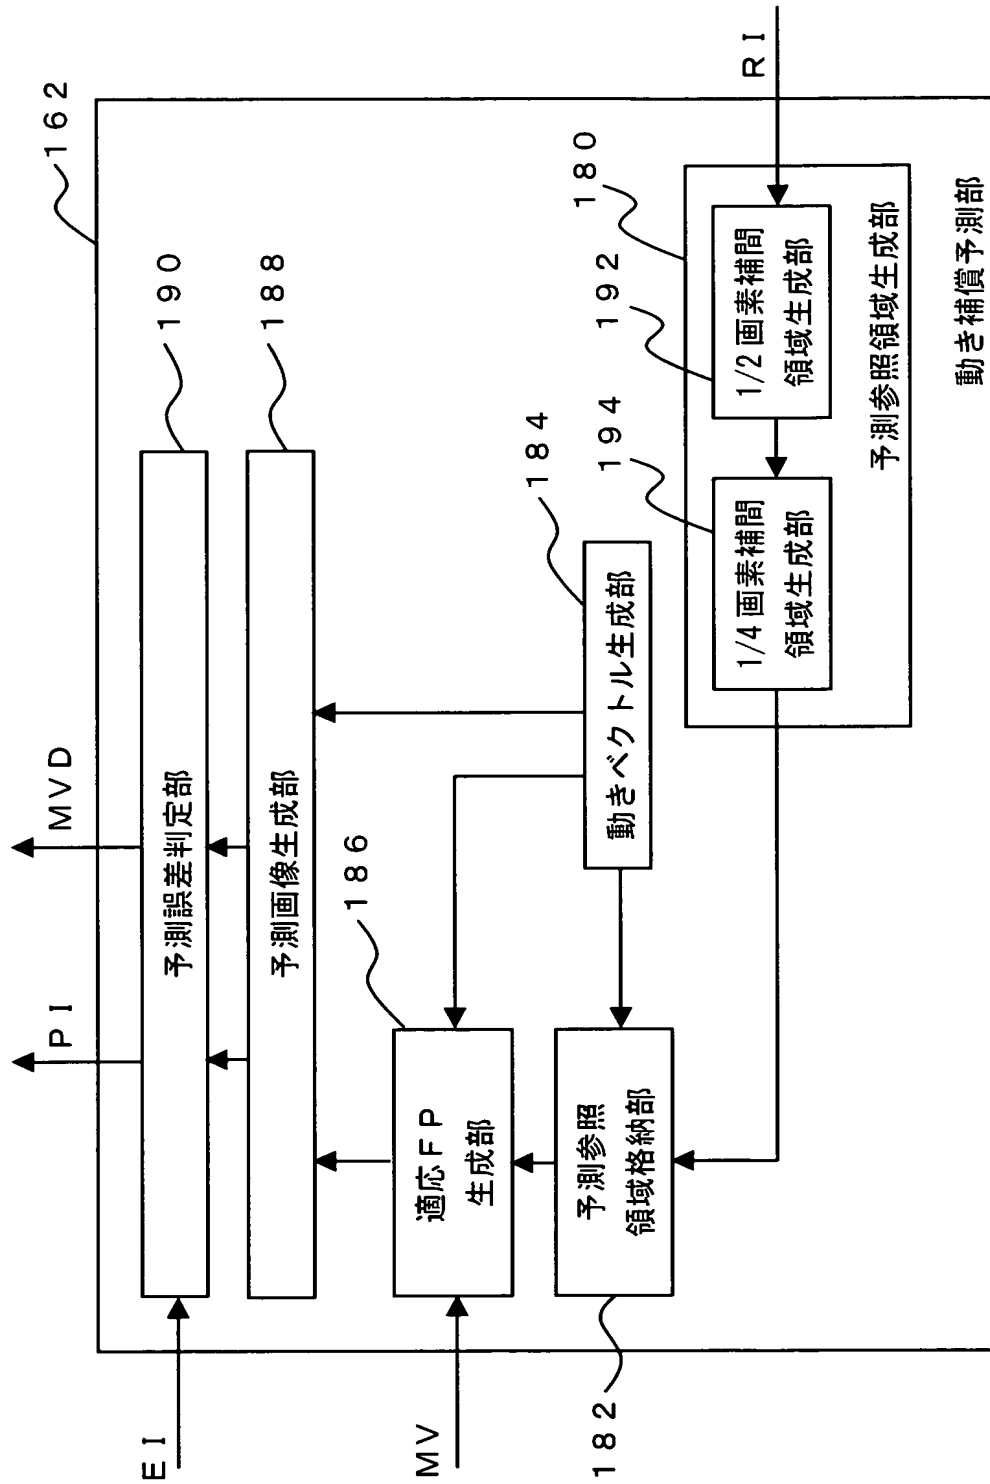 162
EI
PI
MVD
予測誤差判定部
190
予測画像生成部
188
MV
適応FP
生成部
186
予測参照
領域格納部
182
動きベクトル生成部
184
1/4画素補間
領域生成部
194
1/2画素補間
領域生成部
192
180
RI
予測参照領域生成部
動き補償予測部